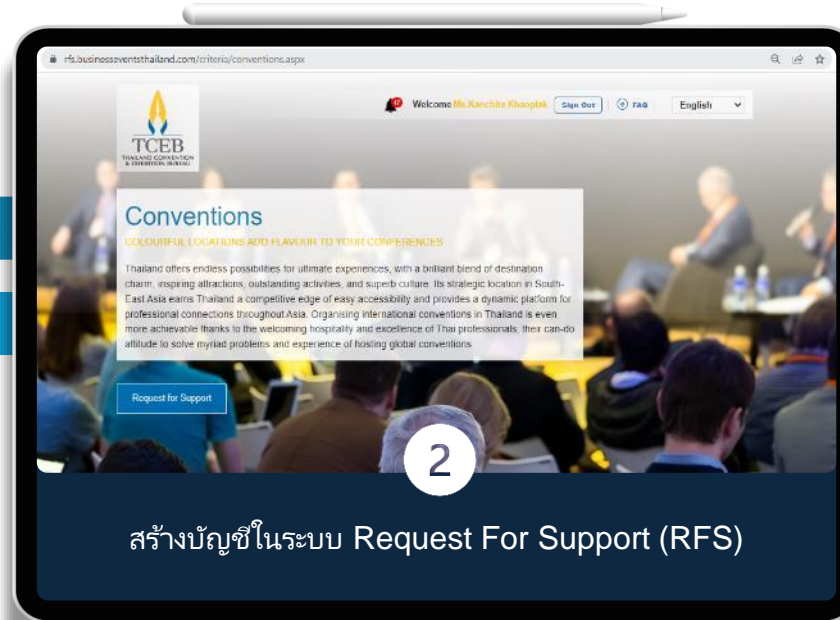 rfs.businesseventsthailand.com/criteria/conventions.aspx
47 Welcome Ms.Kanchita Khaoplak Sign Out FAQ English
TCEB
THAILAND CONVENTION
& EXHIBITION BUREAU
Conventions
COLOURFUL LOCATIONS ADD FLAVOUR TO YOUR CONFERENCES
Thailand offers endless possibilities for ultimate experiences, with a brilliant blend of destination
charm, inspiring attractions, outstanding activities, and superb culture. Its strategic location in South-
East Asia earns Thailand a competitive edge of easy accessibility and provides a dynamic platform for
professional connections throughout Asia. Organising international conventions in Thailand is even
more achievable thanks to the welcoming hospitality and excellence of Thai professionals, their can-do
attitude to solve myriad problems and experience of hosting global conventions
Request for Support
2
สร้างบัญชีในระบบ Request For Support (RFS)